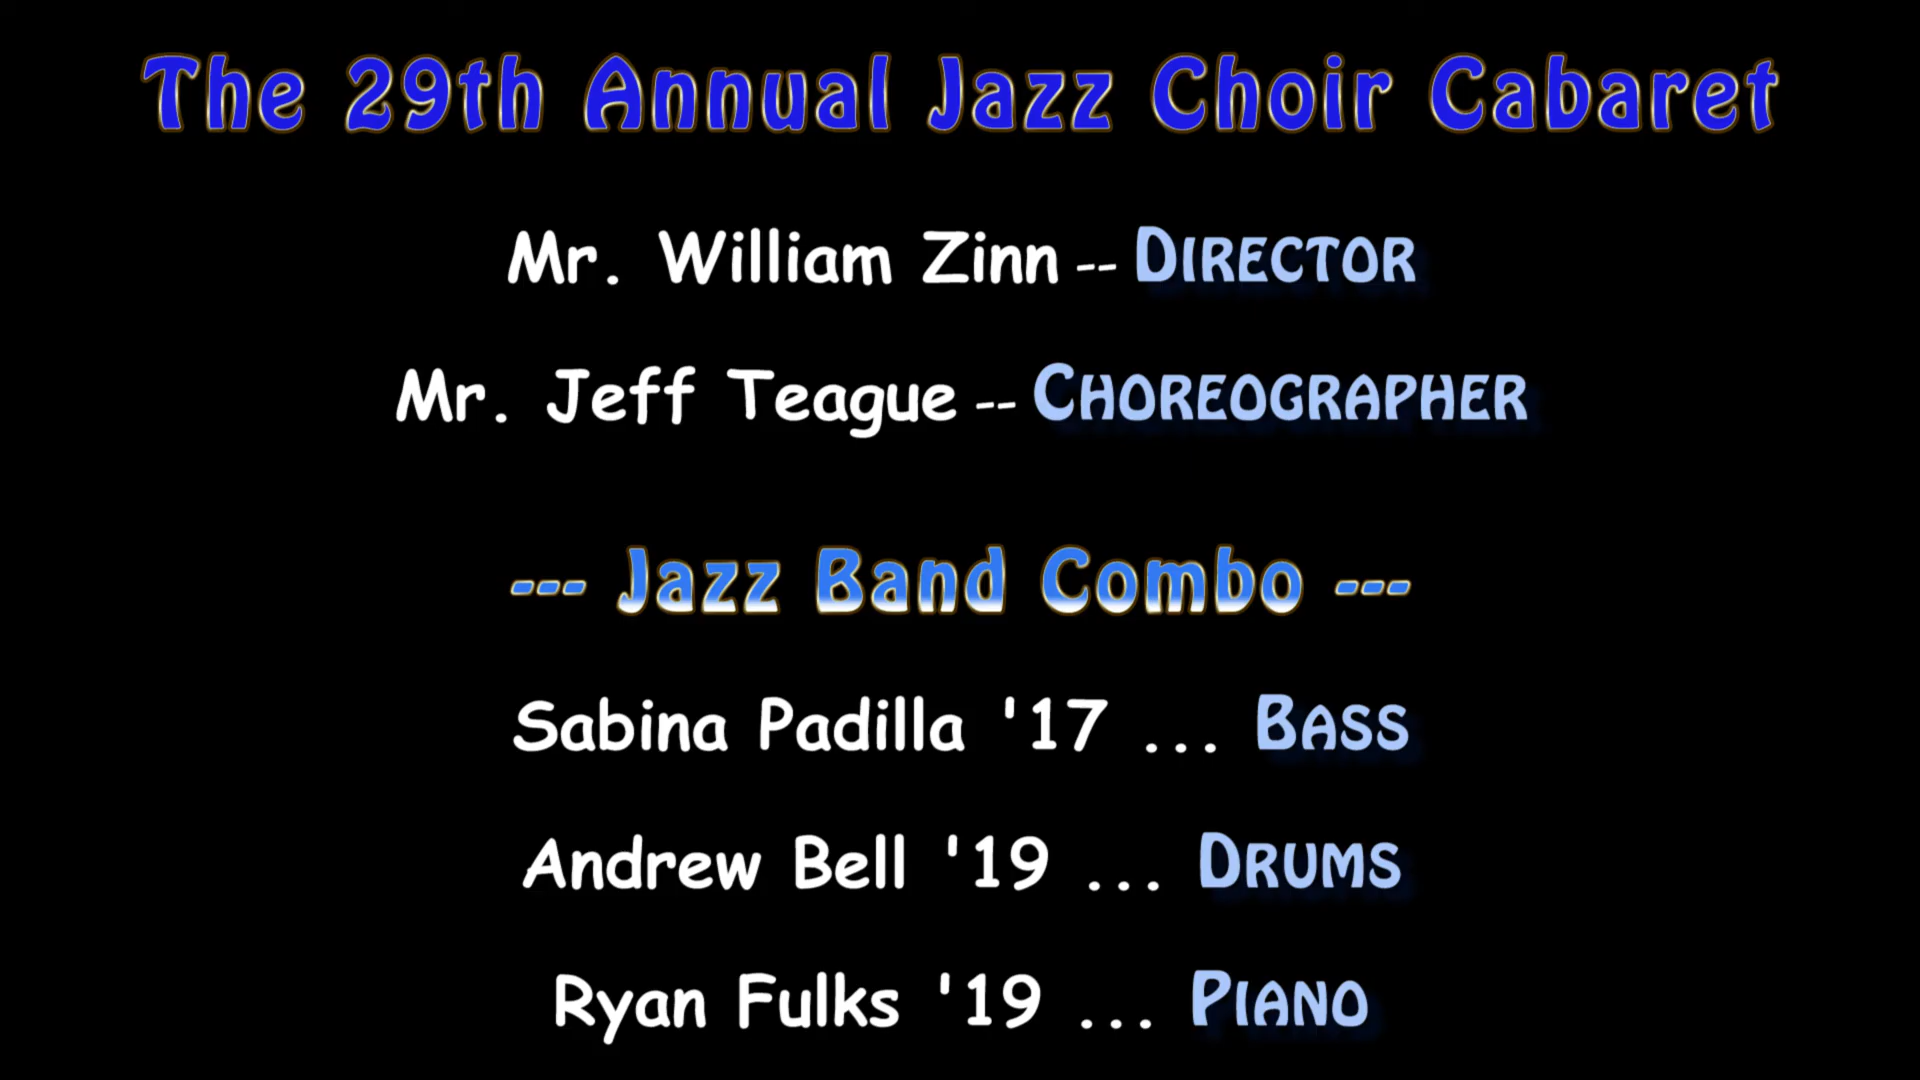 The 29th Annual Jazz Choir Cabaret
Mr. William Zinn -- DIRECTOR
Mr. Jeff Teague -- CHOREOGRAPHER
--- Jazz Band Combo ---
Sabina Padilla '17 ... BASS
Andrew Bell '19 ... DRUMS
Ryan Fulks '19 ... PIANO